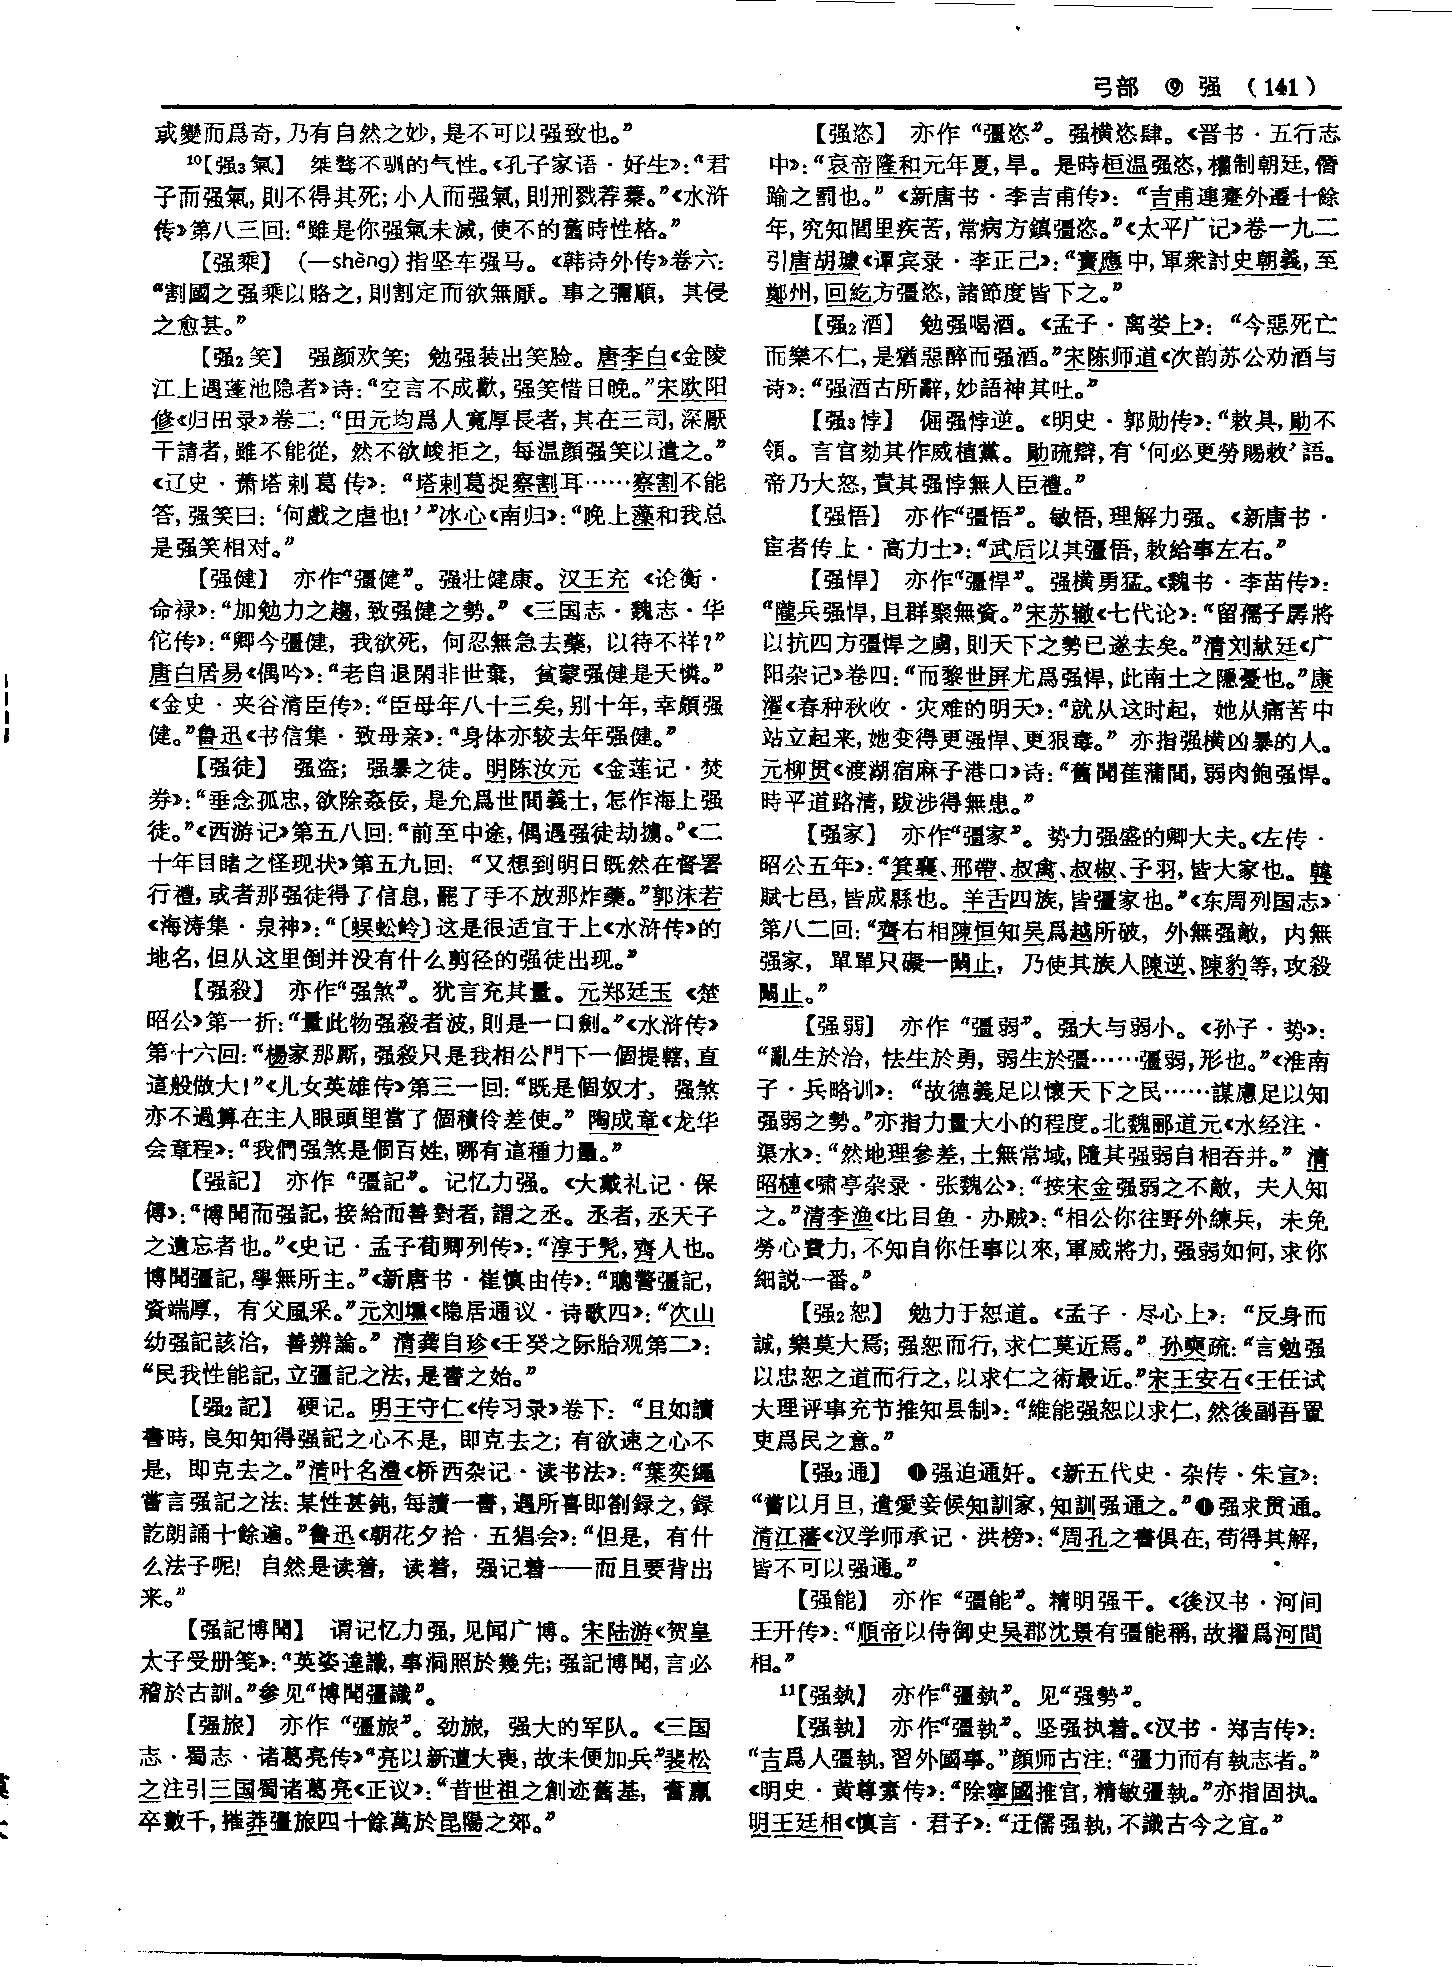 弓部 ⑨ 强 (141)
或變而爲奇,乃有自然之妙,是不可以强致也。”
¹⁰【强₃氣】 桀骜不驯的气性。《孔子家语·好生》:“君
子而强氣,則不得其死;小人而强氣,則刑戮荐蓁。”《水浒
传》第八三回:“雖是你强氣未滅,使不的舊時性格。”
【强乘】 (—shèng)指坚车强马。《韩诗外传》卷六:
“割國之强乘以賂之,則割定而欲無厭。事之彌順,其侵
之愈甚。”
【强₂笑】 强颜欢笑;勉强装出笑脸。唐李白《金陵
江上遇蓬池隐者》诗:“空言不成歡,强笑惜日晚。”宋欧阳
修《归田录》卷二:“田元均爲人寬厚長者,其在三司,深厭
干請者,雖不能從,然不欲峻拒之,每温顔强笑以遣之。”
《辽史·萧塔剌葛传》:“塔剌葛捉察割耳……察割不能
答,强笑曰:‘何戲之虐也!’”冰心《南归》:“晚上藻和我总
是强笑相对。”
【强健】 亦作“彊健”。强壮健康。汉王充《论衡·
命禄》:“加勉力之趨,致强健之勢。”《三国志·魏志·华
佗传》:“卿今彊健,我欲死,何忍無急去藥,以待不祥?”
唐白居易《偶吟》:“老自退閑非世棄,貧蒙强健是天憐。”
《金史·夹谷清臣传》:“臣母年八十三矣,别十年,幸頗强
健。”鲁迅《书信集·致母亲》:“身体亦较去年强健。”
【强徒】 强盗;强暴之徒。明陈汝元《金莲记·焚
券》:“垂念孤忠,欲除姦佞,是允爲世間義士,怎作海上强
徒。”《西游记》第五八回:“前至中途,偶遇强徒劫擄。”《二
十年目睹之怪现状》第五九回:“又想到明日既然在督署
行禮,或者那强徒得了信息,罷了手不放那炸藥。”郭沫若
《海涛集·泉神》:“〔蜈蚣岭〕这是很适宜于上《水浒传》的
地名,但从这里倒并没有什么剪径的强徒出现。”
【强殺】 亦作“强煞”。犹言充其量。元郑廷玉《楚
昭公》第一折:“量此物强殺者波,則是一口劍。”《水浒传》
第十六回:“楊家那厮,强殺只是我相公門下一個提轄,直
這般做大!”《儿女英雄传》第三一回:“既是個奴才,强煞
亦不過算在主人眼頭里當了個積伶差使。”陶成章《龙华
会章程》:“我們强煞是個百姓,哪有這種力量。”
【强記】 亦作“彊記”。记忆力强。《大戴礼记·保
傅》:“博聞而强記,接給而善對者,謂之丞。丞者,丞天子
之遺忘者也。”《史记·孟子荀卿列传》:“淳于髡,齊人也。
博聞彊記,學無所主。”《新唐书·崔慎由传》:“聰警彊記,
資端厚,有父風采。”元刘壎《隐居通议·诗歌四》:“次山
幼强記該洽,善辨論。”清龚自珍《壬癸之际胎观第二》:
“民我性能記,立彊記之法,是書之始。”
【强₂記】 硬记。明王守仁《传习录》卷下:“且如讀
書時,良知知得强記之心不是,即克去之;有欲速之心不
是,即克去之。”清叶名澧《桥西杂记·读书法》:“葉奕繩
嘗言强記之法:某性甚鈍,每讀一書,遇所喜即劄録之,録
訖朗誦十餘遍。”鲁迅《朝花夕拾·五猖会》:“但是,有什
么法子呢!自然是读着,读着,强记着——而且要背出
来。”
【强記博聞】 谓记忆力强,见闻广博。宋陆游《贺皇
太子受册笺》:“英姿達識,事洞照於幾先;强記博聞,言必
稽於古訓。”参见“博聞彊識”。
【强旅】 亦作“彊旅”。劲旅,强大的军队。《三国
志·蜀志·诸葛亮传》“亮以新遭大喪,故未便加兵”裴松
之注引三国蜀诸葛亮《正议》:“昔世祖之創迹舊基,奮羸
卒數千,摧莽彊旅四十餘萬於昆陽之郊。”
【强恣】 亦作“彊恣”。强横恣肆。《晋书·五行志
中》:“哀帝隆和元年夏,旱。是時桓温强恣,權制朝廷,僭
踰之罰也。”《新唐书·李吉甫传》:“吉甫連蹇外遷十餘
年,究知閭里疾苦,常病方鎮彊恣。”《太平广记》卷一九二
引唐胡璩《谭宾录·李正己》:“寶應中,軍衆討史朝義,至
鄭州,回紇方彊恣,諸節度皆下之。”
【强₂酒】 勉强喝酒。《孟子·离娄上》:“今惡死亡
而樂不仁,是猶惡醉而强酒。”宋陈师道《次韵苏公劝酒与
诗》:“强酒古所辭,妙語神其吐。”
【强₃悖】 倔强悖逆。《明史·郭勋传》:“敕具,勛不
領。言官劾其作威植黨。勛疏辯,有‘何必更勞賜敕’語。
帝乃大怒,責其强悖無人臣禮。”
【强悟】 亦作“彊悟”。敏悟,理解力强。《新唐书·
宦者传上·高力士》:“武后以其彊悟,敕給事左右。”
【强悍】 亦作“彊悍”。强横勇猛。《魏书·李苗传》:
“隴兵强悍,且群聚無資。”宋苏辙《七代论》:“留孺子孱將
以抗四方彊悍之虜,則天下之勢已遂去矣。”清刘献廷《广
阳杂记》卷四:“而黎世屏尤爲强悍,此南土之隱憂也。”康
濯《春种秋收·灾难的明天》:“就从这时起,她从痛苦中
站立起来,她变得更强悍、更狠毒。”亦指强横凶暴的人。
元柳贯《渡湖宿麻子港口》诗:“舊聞萑蒲間,弱肉飽强悍。
時平道路清,跋涉得無患。”
【强家】 亦作“彊家”。势力强盛的卿大夫。《左传·
昭公五年》:“箕襄、邢帶、叔禽、叔椒、子羽,皆大家也。韓
賦七邑,皆成縣也。羊舌四族,皆彊家也。”《东周列国志》
第八二回:“齊右相陳恒知吴爲越所破,外無强敵,内無
强家,單單只礙一闞止,乃使其族人陳逆、陳豹等,攻殺
闞止。”
【强弱】 亦作“彊弱”。强大与弱小。《孙子·势》:
“亂生於治,怯生於勇,弱生於彊……彊弱,形也。”《淮南
子·兵略训》:“故德義足以懷天下之民……謀慮足以知
强弱之勢。”亦指力量大小的程度。北魏郦道元《水经注·
渠水》:“然地理參差,土無常域,隨其强弱自相吞并。”清
昭槤《啸亭杂录·张魏公》:“按宋金强弱之不敵,夫人知
之。”清李渔《比目鱼·办贼》:“相公你往野外練兵,未免
勞心費力,不知自你任事以來,軍威將力,强弱如何,求你
細説一番。”
【强₂恕】 勉力于恕道。《孟子·尽心上》:“反身而
誠,樂莫大焉;强恕而行,求仁莫近焉。”孙奭疏:“言勉强
以忠恕之道而行之,以求仁之術最近。”宋王安石《王任试
大理评事充节推知县制》:“維能强恕以求仁,然後副吾置
吏爲民之意。”
【强₂通】 ❶强迫通奸。《新五代史·杂传·朱宣》:
“嘗以月旦,遣愛妾候知訓家,知訓强通之。”❷强求贯通。
清江藩《汉学师承记·洪榜》:“周孔之書俱在,苟得其解,
皆不可以强通。”
【强能】 亦作“彊能”。精明强干。《後汉书·河间
王开传》:“順帝以侍御史吴郡沈景有彊能稱,故擢爲河間
相。”
¹¹【强埶】 亦作“彊埶”。见“强勢”。
【强執】 亦作“彊執”。坚强执着。《汉书·郑吉传》:
“吉爲人彊執,習外國事。”顔师古注:“彊力而有執志者。”
《明史·黄尊素传》:“除寧國推官,精敏彊執。”亦指固执。
明王廷相《慎言·君子》:“迂儒强執,不識古今之宜。”